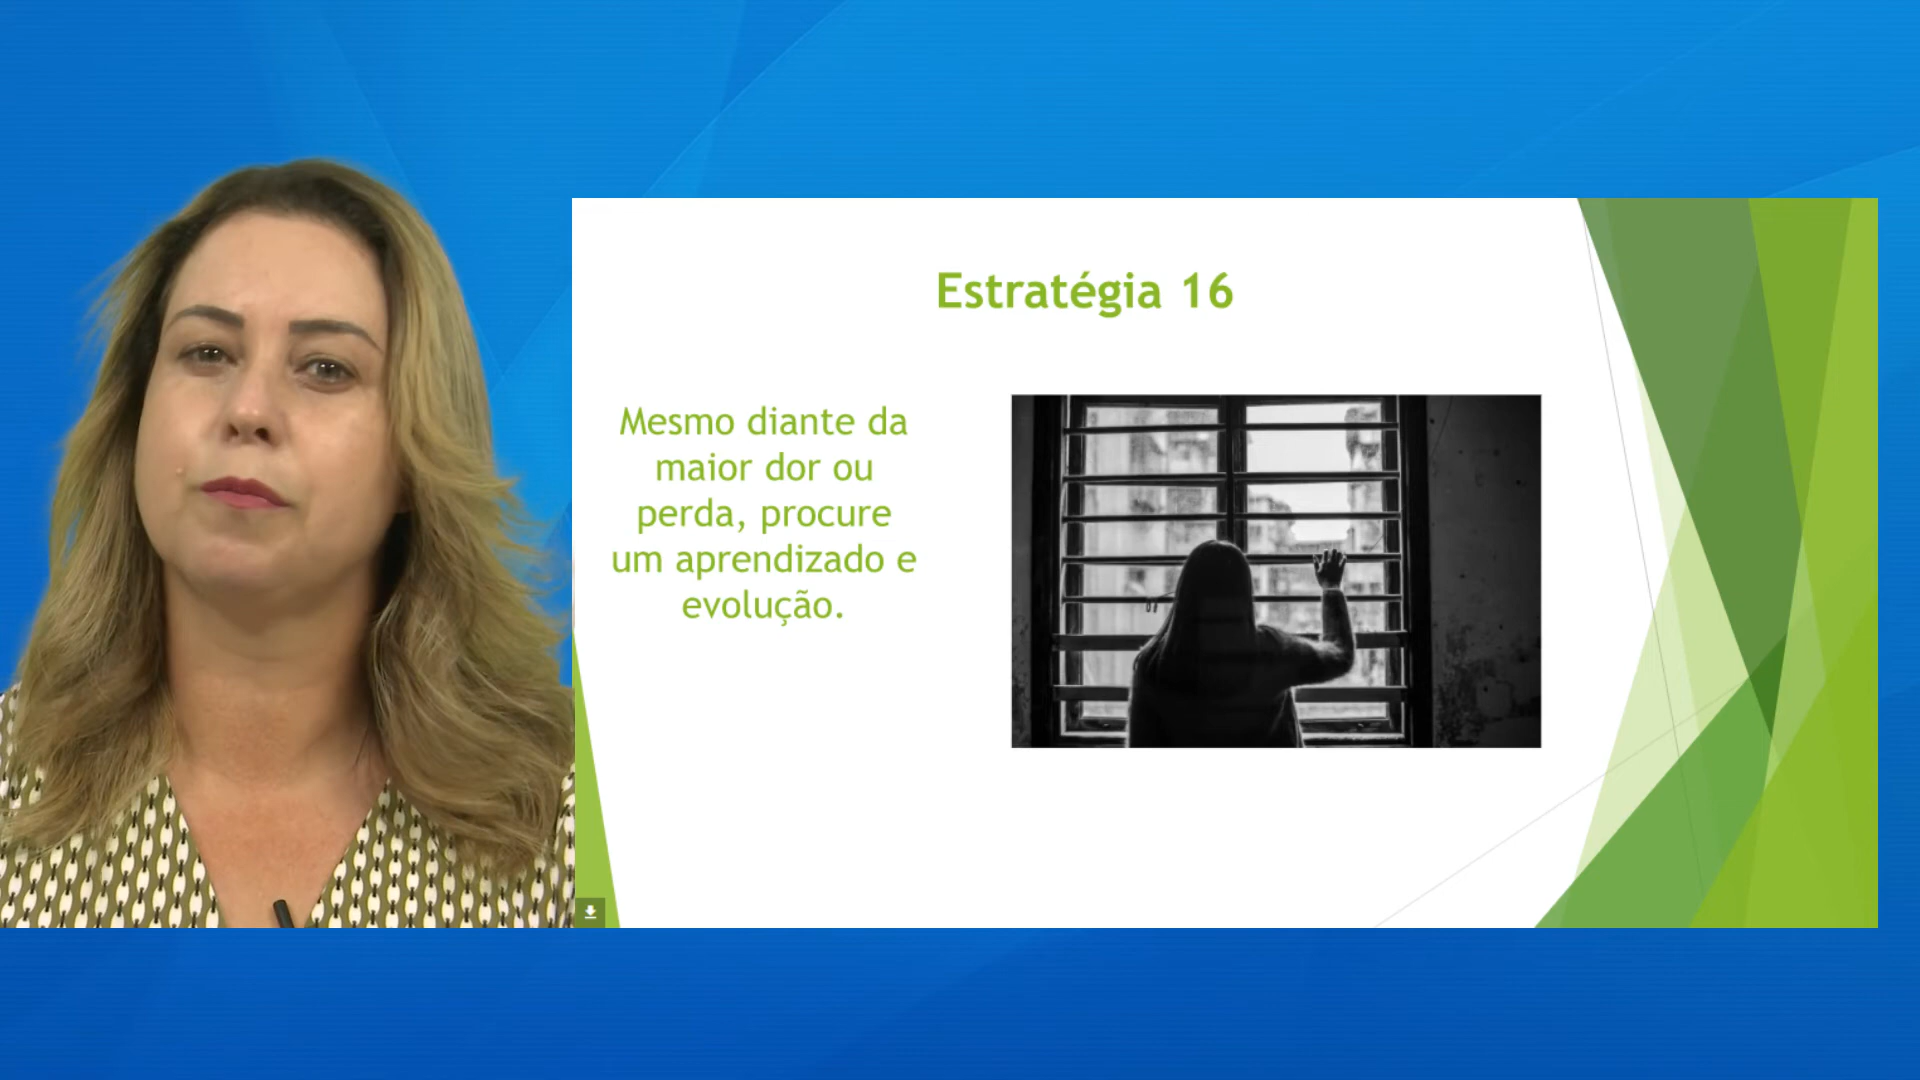 Estratégia 16
Mesmo diante da
maior dor ou
perda, procure
um aprendizado e
evolução.